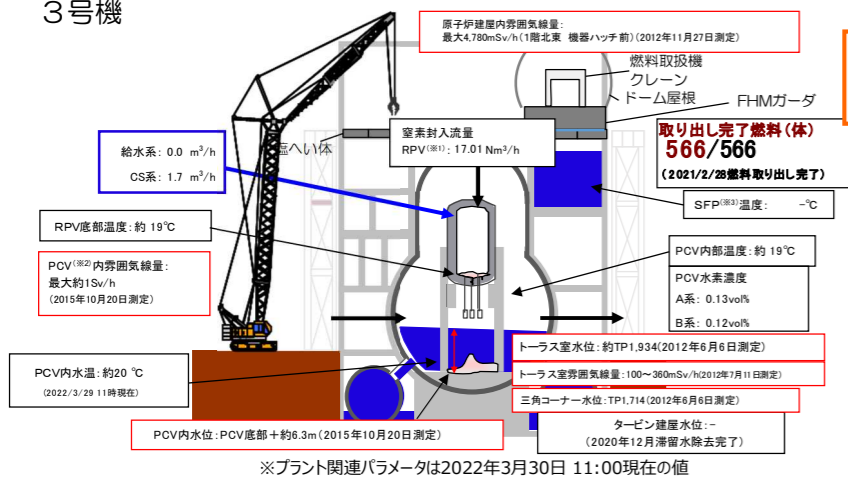 3号機
原子炉建屋内雰囲気線量:
最大4,780mSv/h(1階北東 機器ハッチ前)(2012年11月27日測定)
燃料取扱機
クレーン
ドーム屋根
FHMガーダ
遮へい体
窒素封入流量
RPV(※1):17.01 Nm³/h
取り出し完了燃料(体)
566/566
(2021/2/28燃料取り出し完了)
給水系: 0.0 m³/h
CS系: 1.7 m³/h
SFP(※3)温度: -℃
RPV底部温度:約 19℃
PCV内部温度:約 19℃
PCV(※2)内雰囲気線量:
最大約1Sv/h
(2015年10月20日測定)
PCV水素濃度
A系: 0.13vol%
B系: 0.12vol%
トーラス室水位:約TP1,934(2012年6月6日測定)
トーラス室雰囲気線量:100~360mSv/h(2012年7月11日測定)
三角コーナー水位:TP1,714(2012年6月6日測定)
PCV内水温:約20 ℃
(2022/3/29 11時現在)
PCV内水位:PCV底部+約6.3m(2015年10月20日測定)
タービン建屋水位:-
(2020年12月滞留水除去完了)
※プラント関連パラメータは2022年3月30日 11:00現在の値